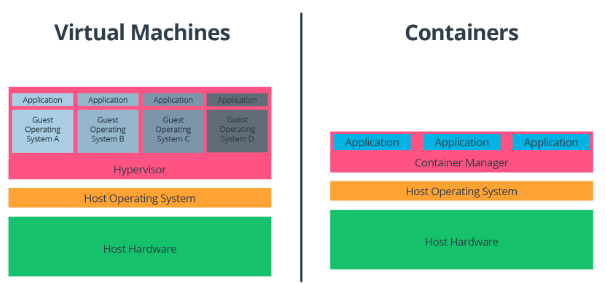 Virtual Machines
Application Application Application Application
Guest Guest Guest Guest
Operating Operating Operating Operating
System A System B System C System D
Hypervisor
Host Operating System
Host Hardware
Containers
Application Application Application
Container Manager
Host Operating System
Host Hardware